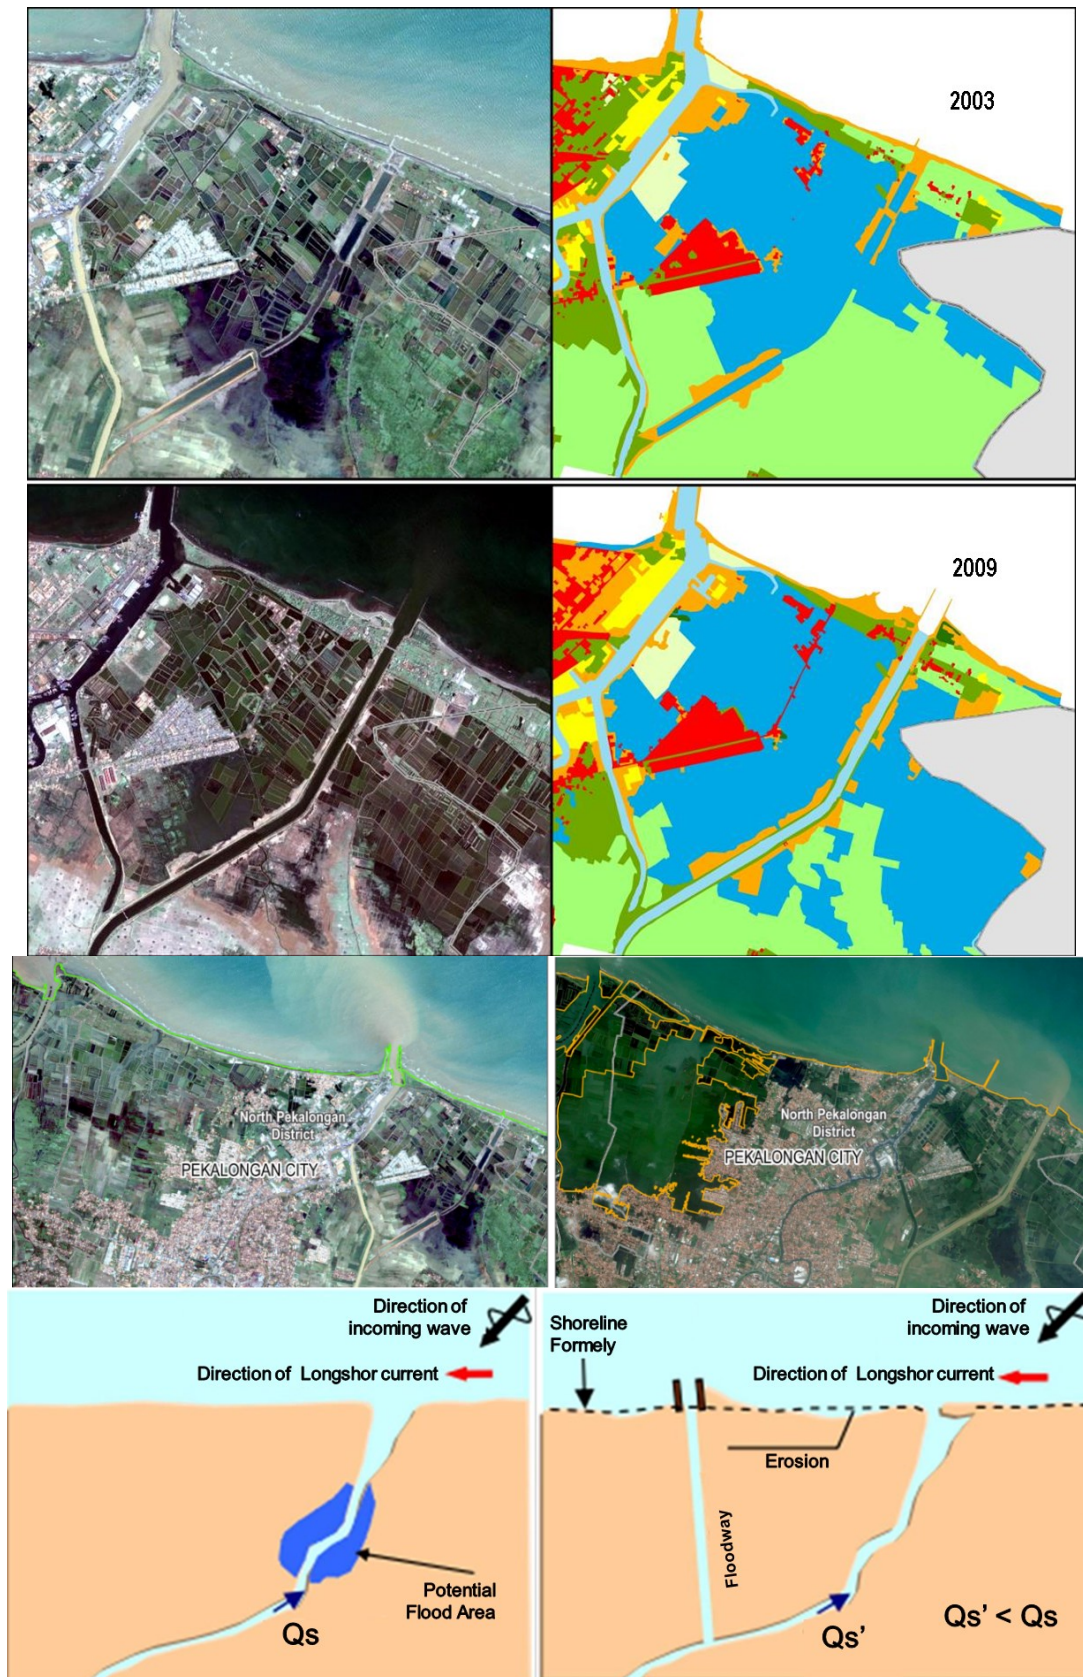 2003
2009
North Pekalongan
District
PEKALONGAN CITY
North Pekalongan
District
PEKALONGAN CITY
Direction of
incoming wave
Direction of Longshor current
Potential
Flood Area
Qs
Shoreline
Formely
Direction of
incoming wave
Direction of Longshor current
Erosion
Floodway
Qs'
Qs' < Qs